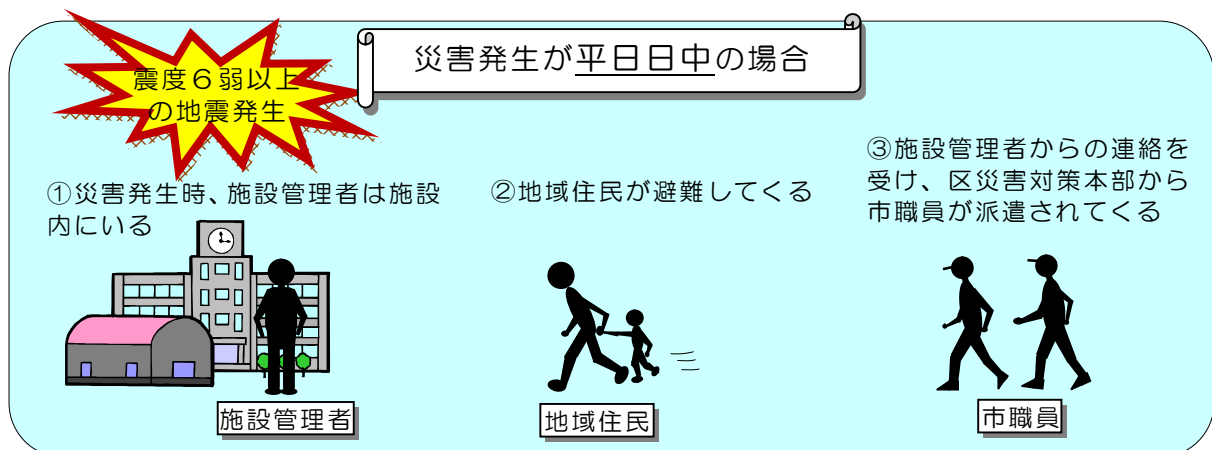 災害発生が平日日中の場合
震度６弱以上
の地震発生
①災害発生時、施設管理者は施設
内にいる
②地域住民が避難してくる
③施設管理者からの連絡を
受け、区災害対策本部から
市職員が派遣されてくる
施設管理者
地域住民
市職員